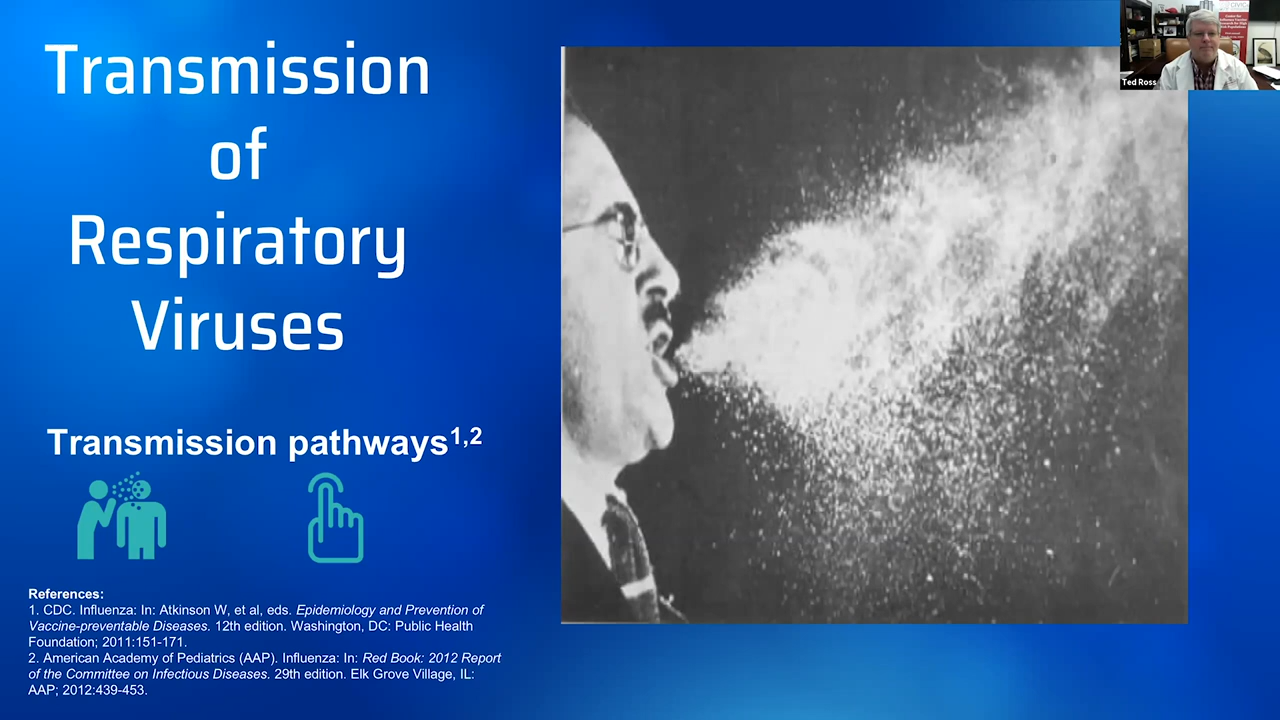 Transmission
of
Respiratory
Viruses
Transmission pathways1,2
References:
1. CDC. Influenza: In: Atkinson W, et al, eds. Epidemiology and Prevention of
Vaccine-preventable Diseases. 12th edition. Washington, DC: Public Health
Foundation; 2011:151-171.
2. American Academy of Pediatrics (AAP). Influenza: In: Red Book: 2012 Report
of the Committee on Infectious Diseases. 29th edition. Elk Grove Village, IL:
AAP; 2012:439-453.
Ted Ross